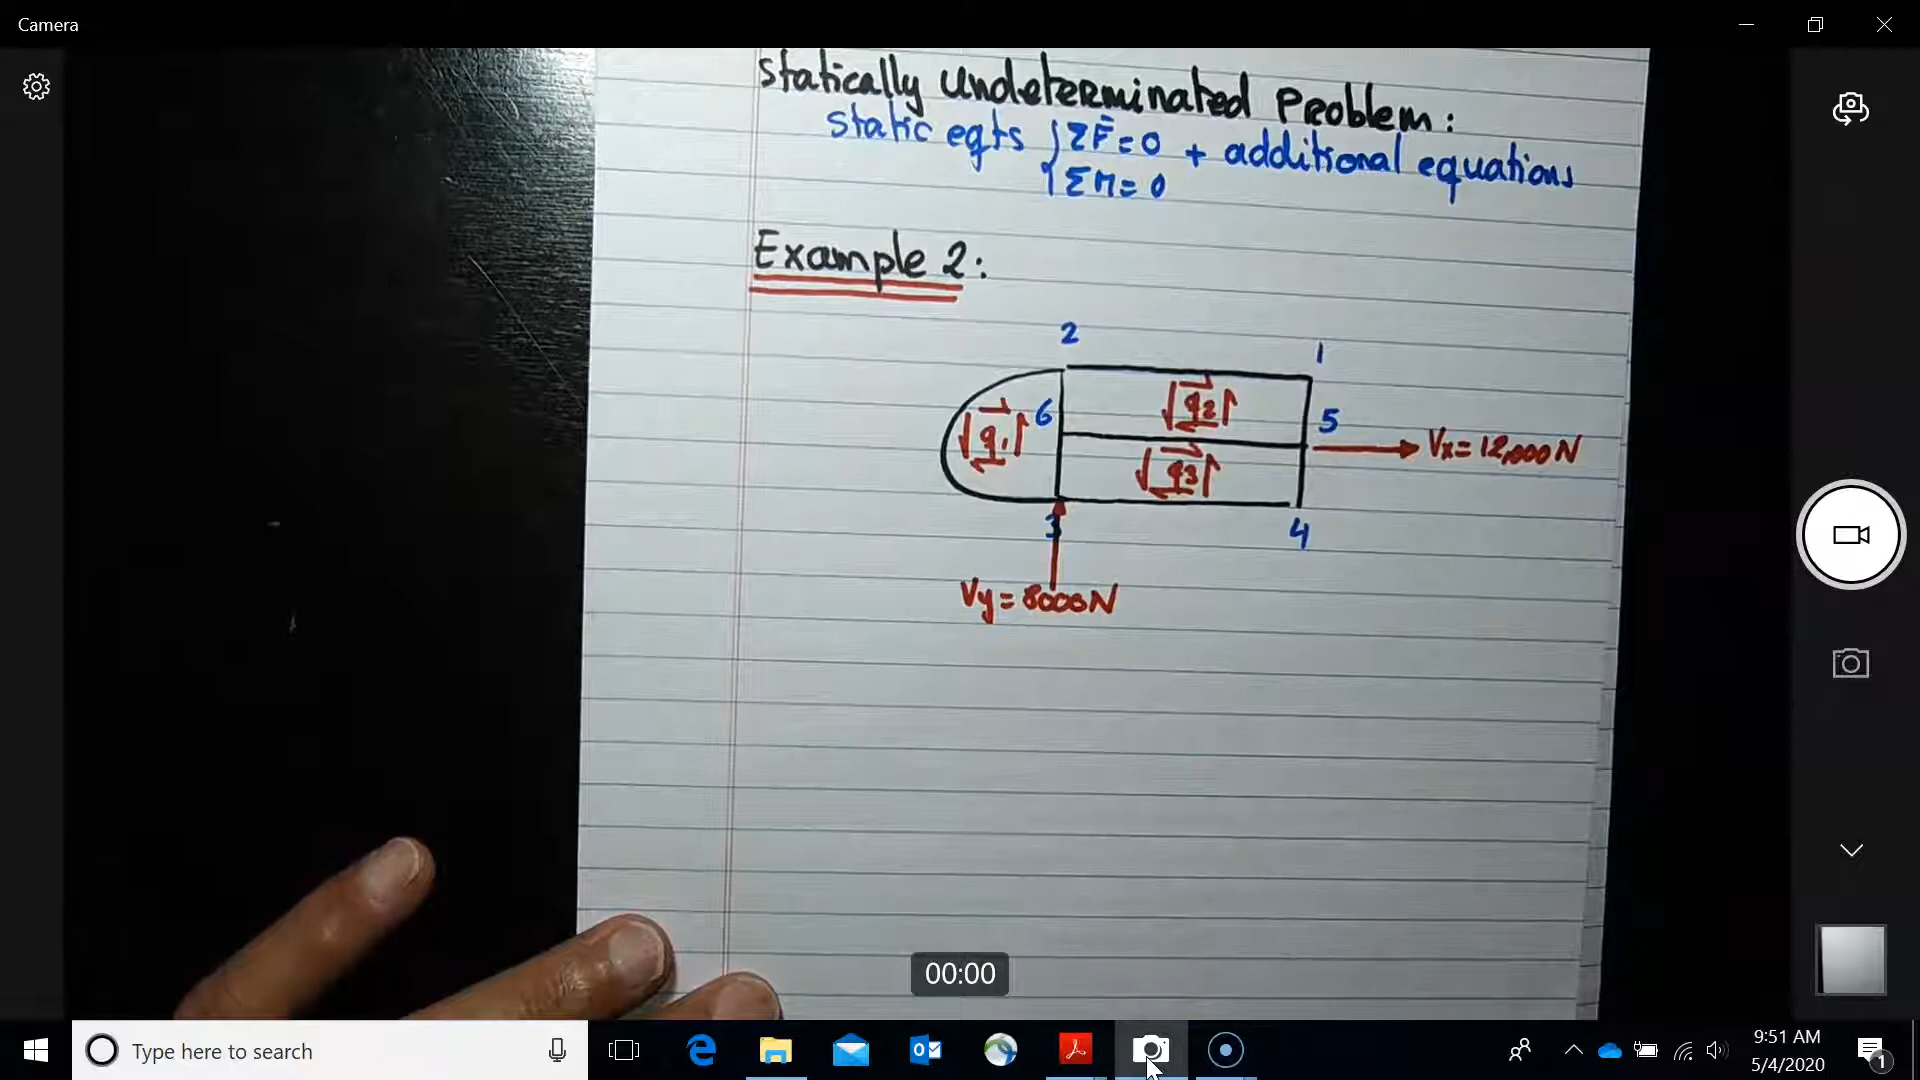 Camera
Statically Undeterminated Problem:
static eqts { ΣF̄ = 0 + additional equations
ΣM = 0
Example 2:
2
1
6
q1
q2
5
q3
Vx = 12,000 N
3
4
Vy = 8000 N
00:00
Type here to search
9:51 AM
5/4/2020
1